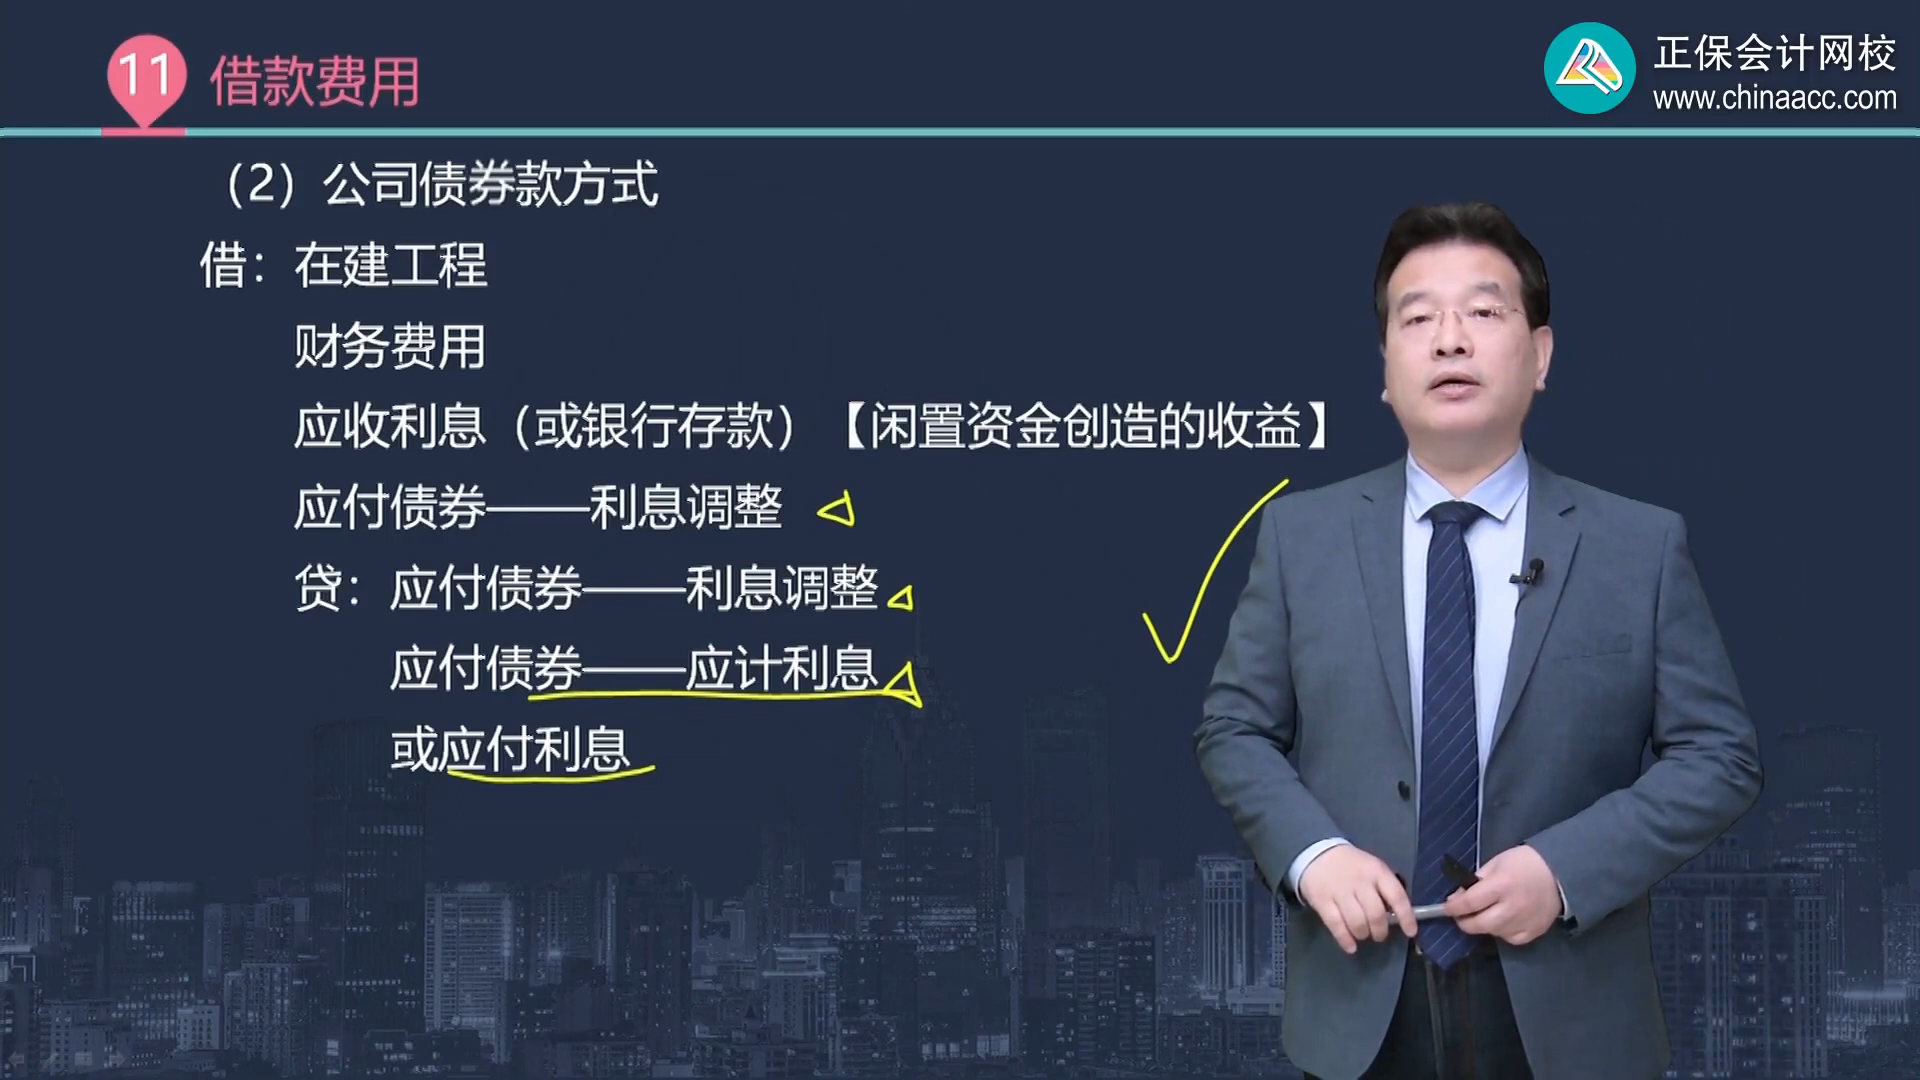 11 借款费用
正保会计网校
www.chinaacc.com
（2）公司债券款方式
借：在建工程
财务费用
应收利息（或银行存款）【闲置资金创造的收益】
应付债券——利息调整
贷：应付债券——利息调整
应付债券——应计利息
或应付利息